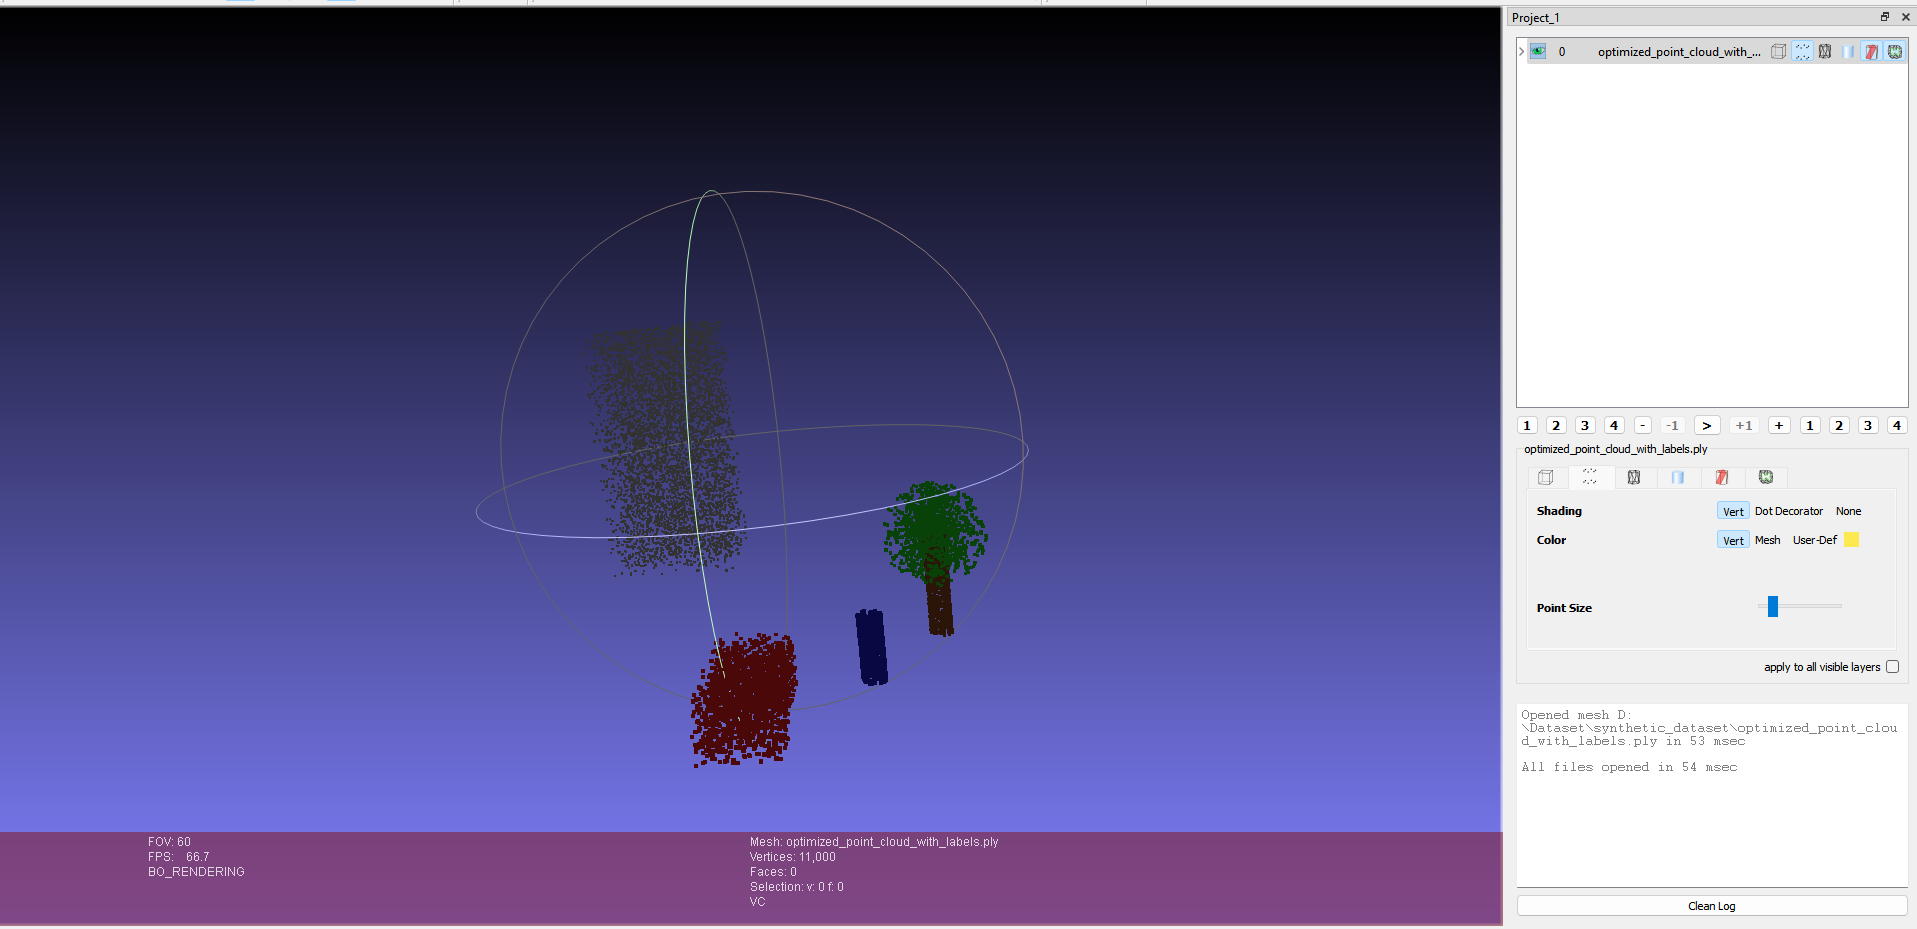 Project_1
0 optimized_point_cloud_with_...
1 2 3 4 - -1 > +1 + 1 2 3 4
optimized_point_cloud_with_labels.ply
Shading Vert Dot Decorator None
Color Vert Mesh User-Def
Point Size
apply to all visible layers
Opened mesh D:
\Dataset\synthetic_dataset\optimized_point_clou
d_with_labels.ply in 53 msec
All files opened in 54 msec
Clean Log
FOV: 60
FPS: 66.7
BO_RENDERING
Mesh: optimized_point_cloud_with_labels.ply
Vertices: 11,000
Faces: 0
Selection: v: 0 f: 0
VC